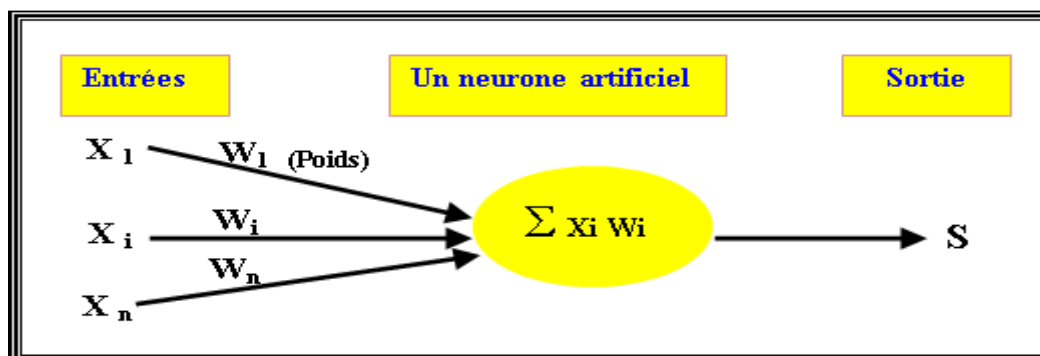 Entrées Un neurone artificiel Sortie
X 1 W1 (Poids)
X i Wi Σ Xi Wi S
X n Wn